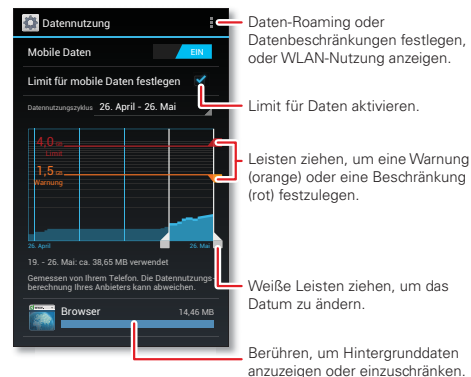 Datennutzung
Mobile Daten EIN
Limit für mobile Daten festlegen
Datennutzungszyklus 26. April - 26. Mai
4,0 GB
Limit
1,5 GB
Warnung
26. April 26. Mai
19. - 26. Mai: ca. 38,65 MB verwendet
Gemessen von Ihrem Telefon. Die Datennutzungs-
berechnung Ihres Anbieters kann abweichen.
Browser 14,46 MB
Daten-Roaming oder
Datenbeschränkungen festlegen,
oder WLAN-Nutzung anzeigen.
Limit für Daten aktivieren.
Leisten ziehen, um eine Warnung
(orange) oder eine Beschränkung
(rot) festzulegen.
Weiße Leisten ziehen, um das
Datum zu ändern.
Berühren, um Hintergrunddaten
anzuzeigen oder einzuschränken.